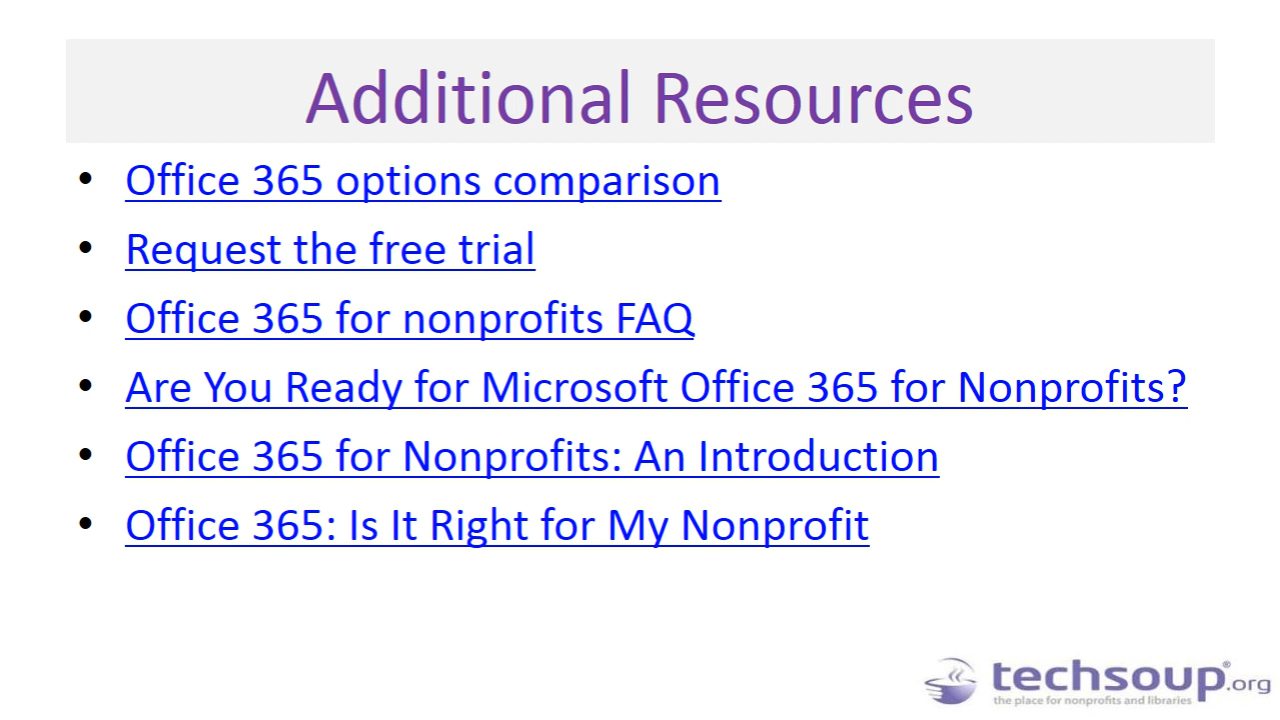 Additional Resources
• Office 365 options comparison
• Request the free trial
• Office 365 for nonprofits FAQ
• Are You Ready for Microsoft Office 365 for Nonprofits?
• Office 365 for Nonprofits: An Introduction
• Office 365: Is It Right for My Nonprofit
techsoup®.org
the place for nonprofits and libraries